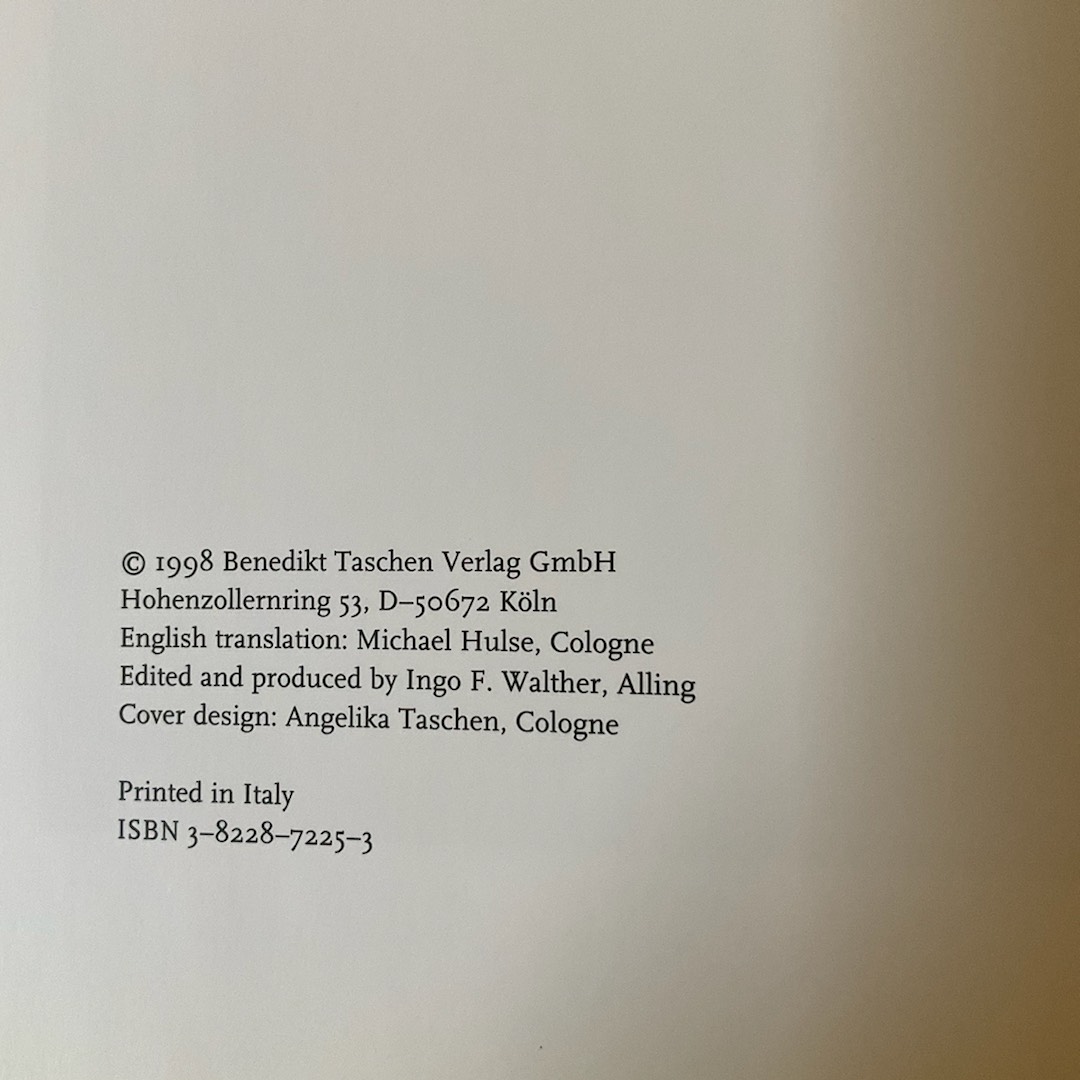 © 1998 Benedikt Taschen Verlag GmbH
Hohenzollernring 53, D–50672 Köln
English translation: Michael Hulse, Cologne
Edited and produced by Ingo F. Walther, Alling
Cover design: Angelika Taschen, Cologne
Printed in Italy
ISBN 3–8228–7225–3